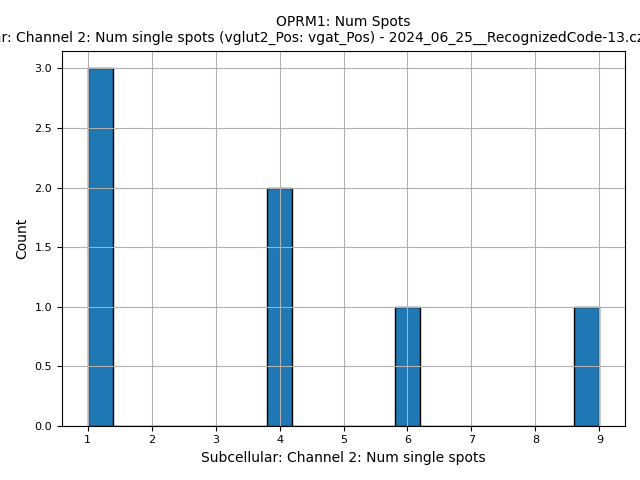 OPRM1: Num Spots
r: Channel 2: Num single spots (vglut2_Pos: vgat_Pos) - 2024_06_25__RecognizedCode-13.cz
3.0
2.5
2.0
1.5
1.0
0.5
0.0
Count
1 2 3 4 5 6 7 8 9
Subcellular: Channel 2: Num single spots